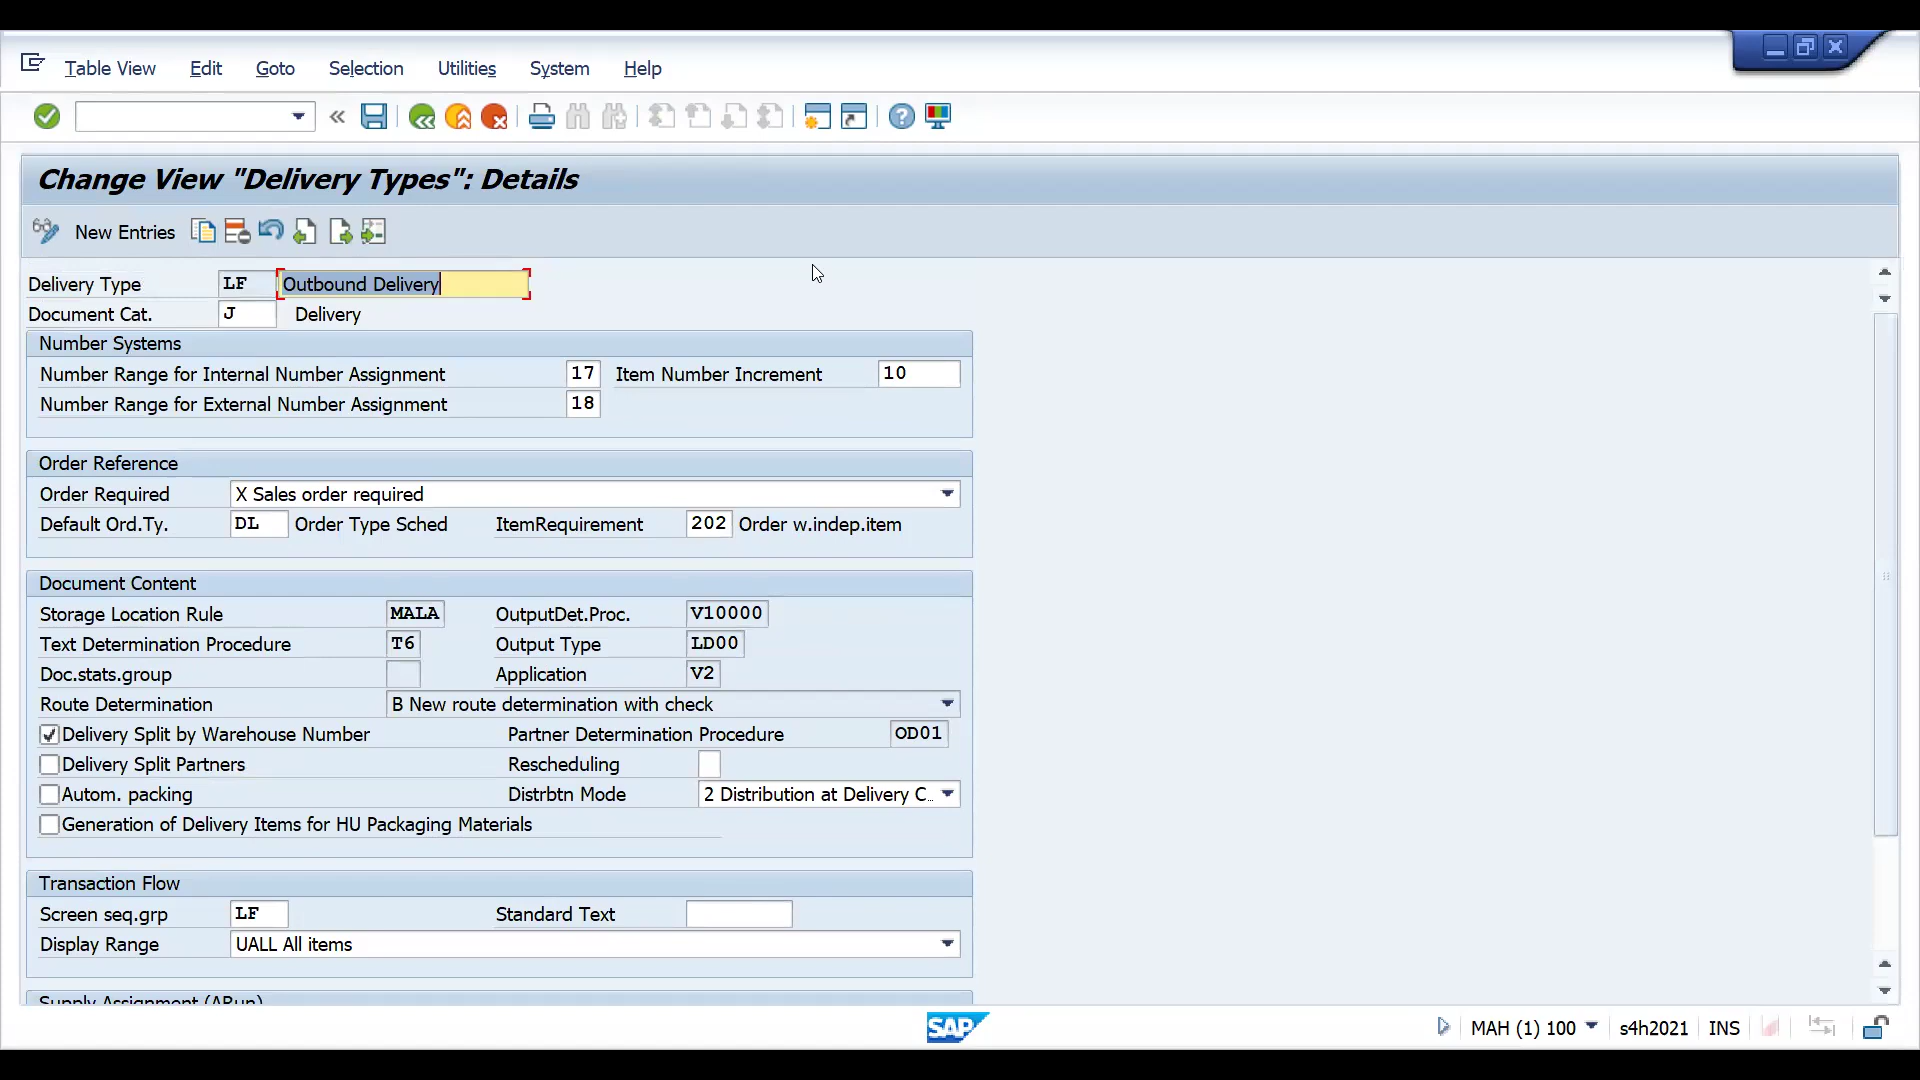 Table View Edit Goto Selection Utilities System Help
Change View "Delivery Types": Details
New Entries
Delivery Type LF Outbound Delivery
Document Cat. J Delivery
Number Systems
Number Range for Internal Number Assignment 17 Item Number Increment 10
Number Range for External Number Assignment 18
Order Reference
Order Required X Sales order required
Default Ord.Ty. DL Order Type Sched ItemRequirement 202 Order w.indep.item
Document Content
Storage Location Rule MALA OutputDet.Proc. V10000
Text Determination Procedure T6 Output Type LD00
Doc.stats.group Application V2
Route Determination B New route determination with check
Delivery Split by Warehouse Number Partner Determination Procedure OD01
Delivery Split Partners Rescheduling
Autom. packing Distrbtn Mode 2 Distribution at Delivery C..
Generation of Delivery Items for HU Packaging Materials
Transaction Flow
Screen seq.grp LF Standard Text
Display Range UALL All items
Supply Assignment (ARun)
SAP MAH (1) 100 s4h2021 INS